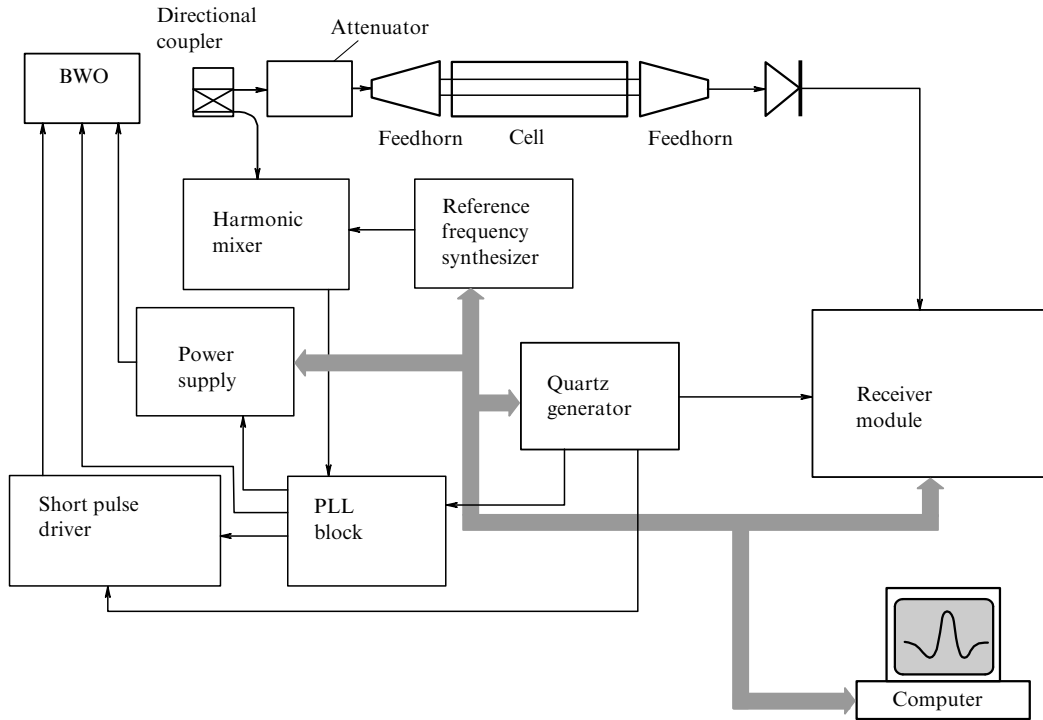 Directional
coupler
Attenuator
BWO
Feedhorn
Cell
Feedhorn
Harmonic
mixer
Reference
frequency
synthesizer
Power
supply
Quartz
generator
Receiver
module
Short pulse
driver
PLL
block
Computer